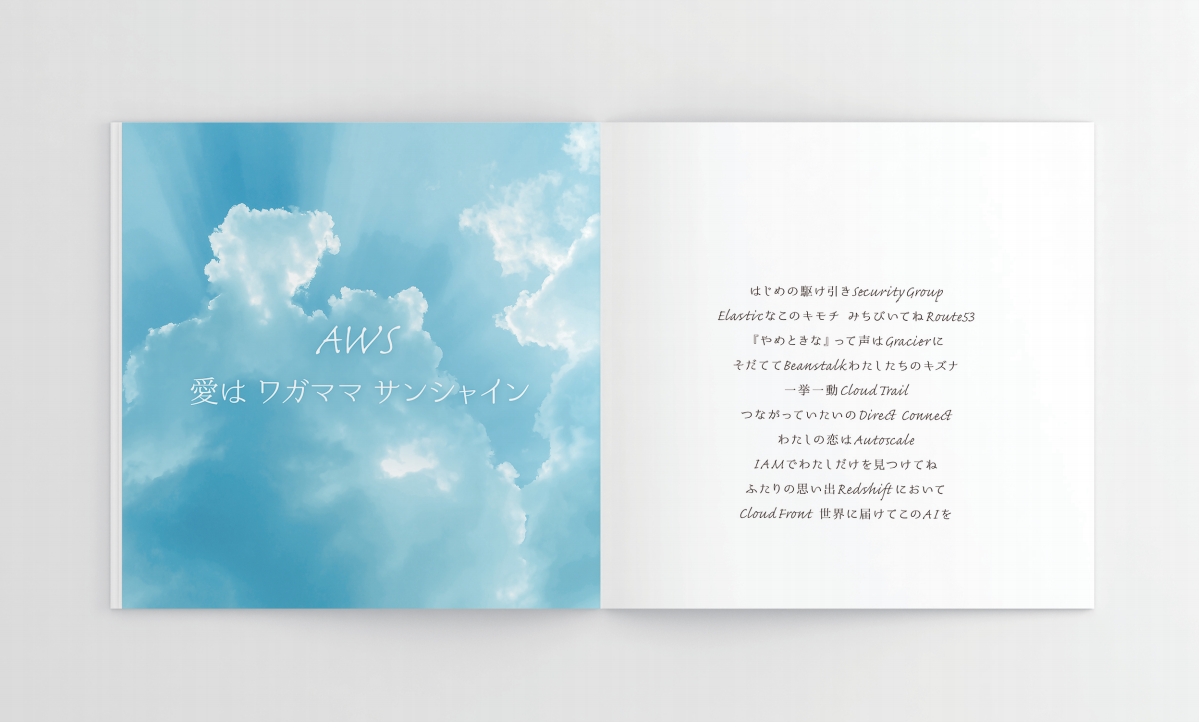 AWS
愛は ワガママ サンシャイン
はじめの駆け引きSecurity Group
Elasticなこのキモチ みちびいてねRoute53
『やめときな』って声はGracierに
そだててBeanstalkわたしたちのキズナ
一挙一動Cloud Trail
つながっていたいのDirect Connect
わたしの恋はAutoscale
IAMでわたしだけを見つけてね
ふたりの思い出Redshiftにおいて
Cloud Front 世界に届けてこのAIを